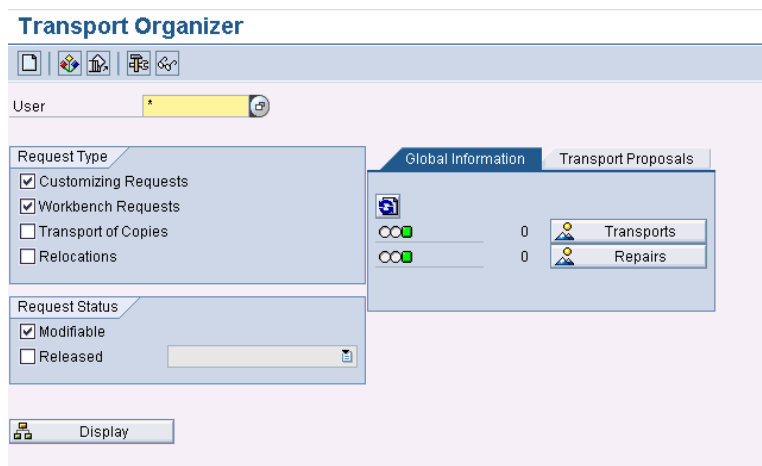 Transport Organizer
User *
Request Type
Customizing Requests
Workbench Requests
Transport of Copies
Relocations
Global Information Transport Proposals
0 Transports
0 Repairs
Request Status
Modifiable
Released
Display